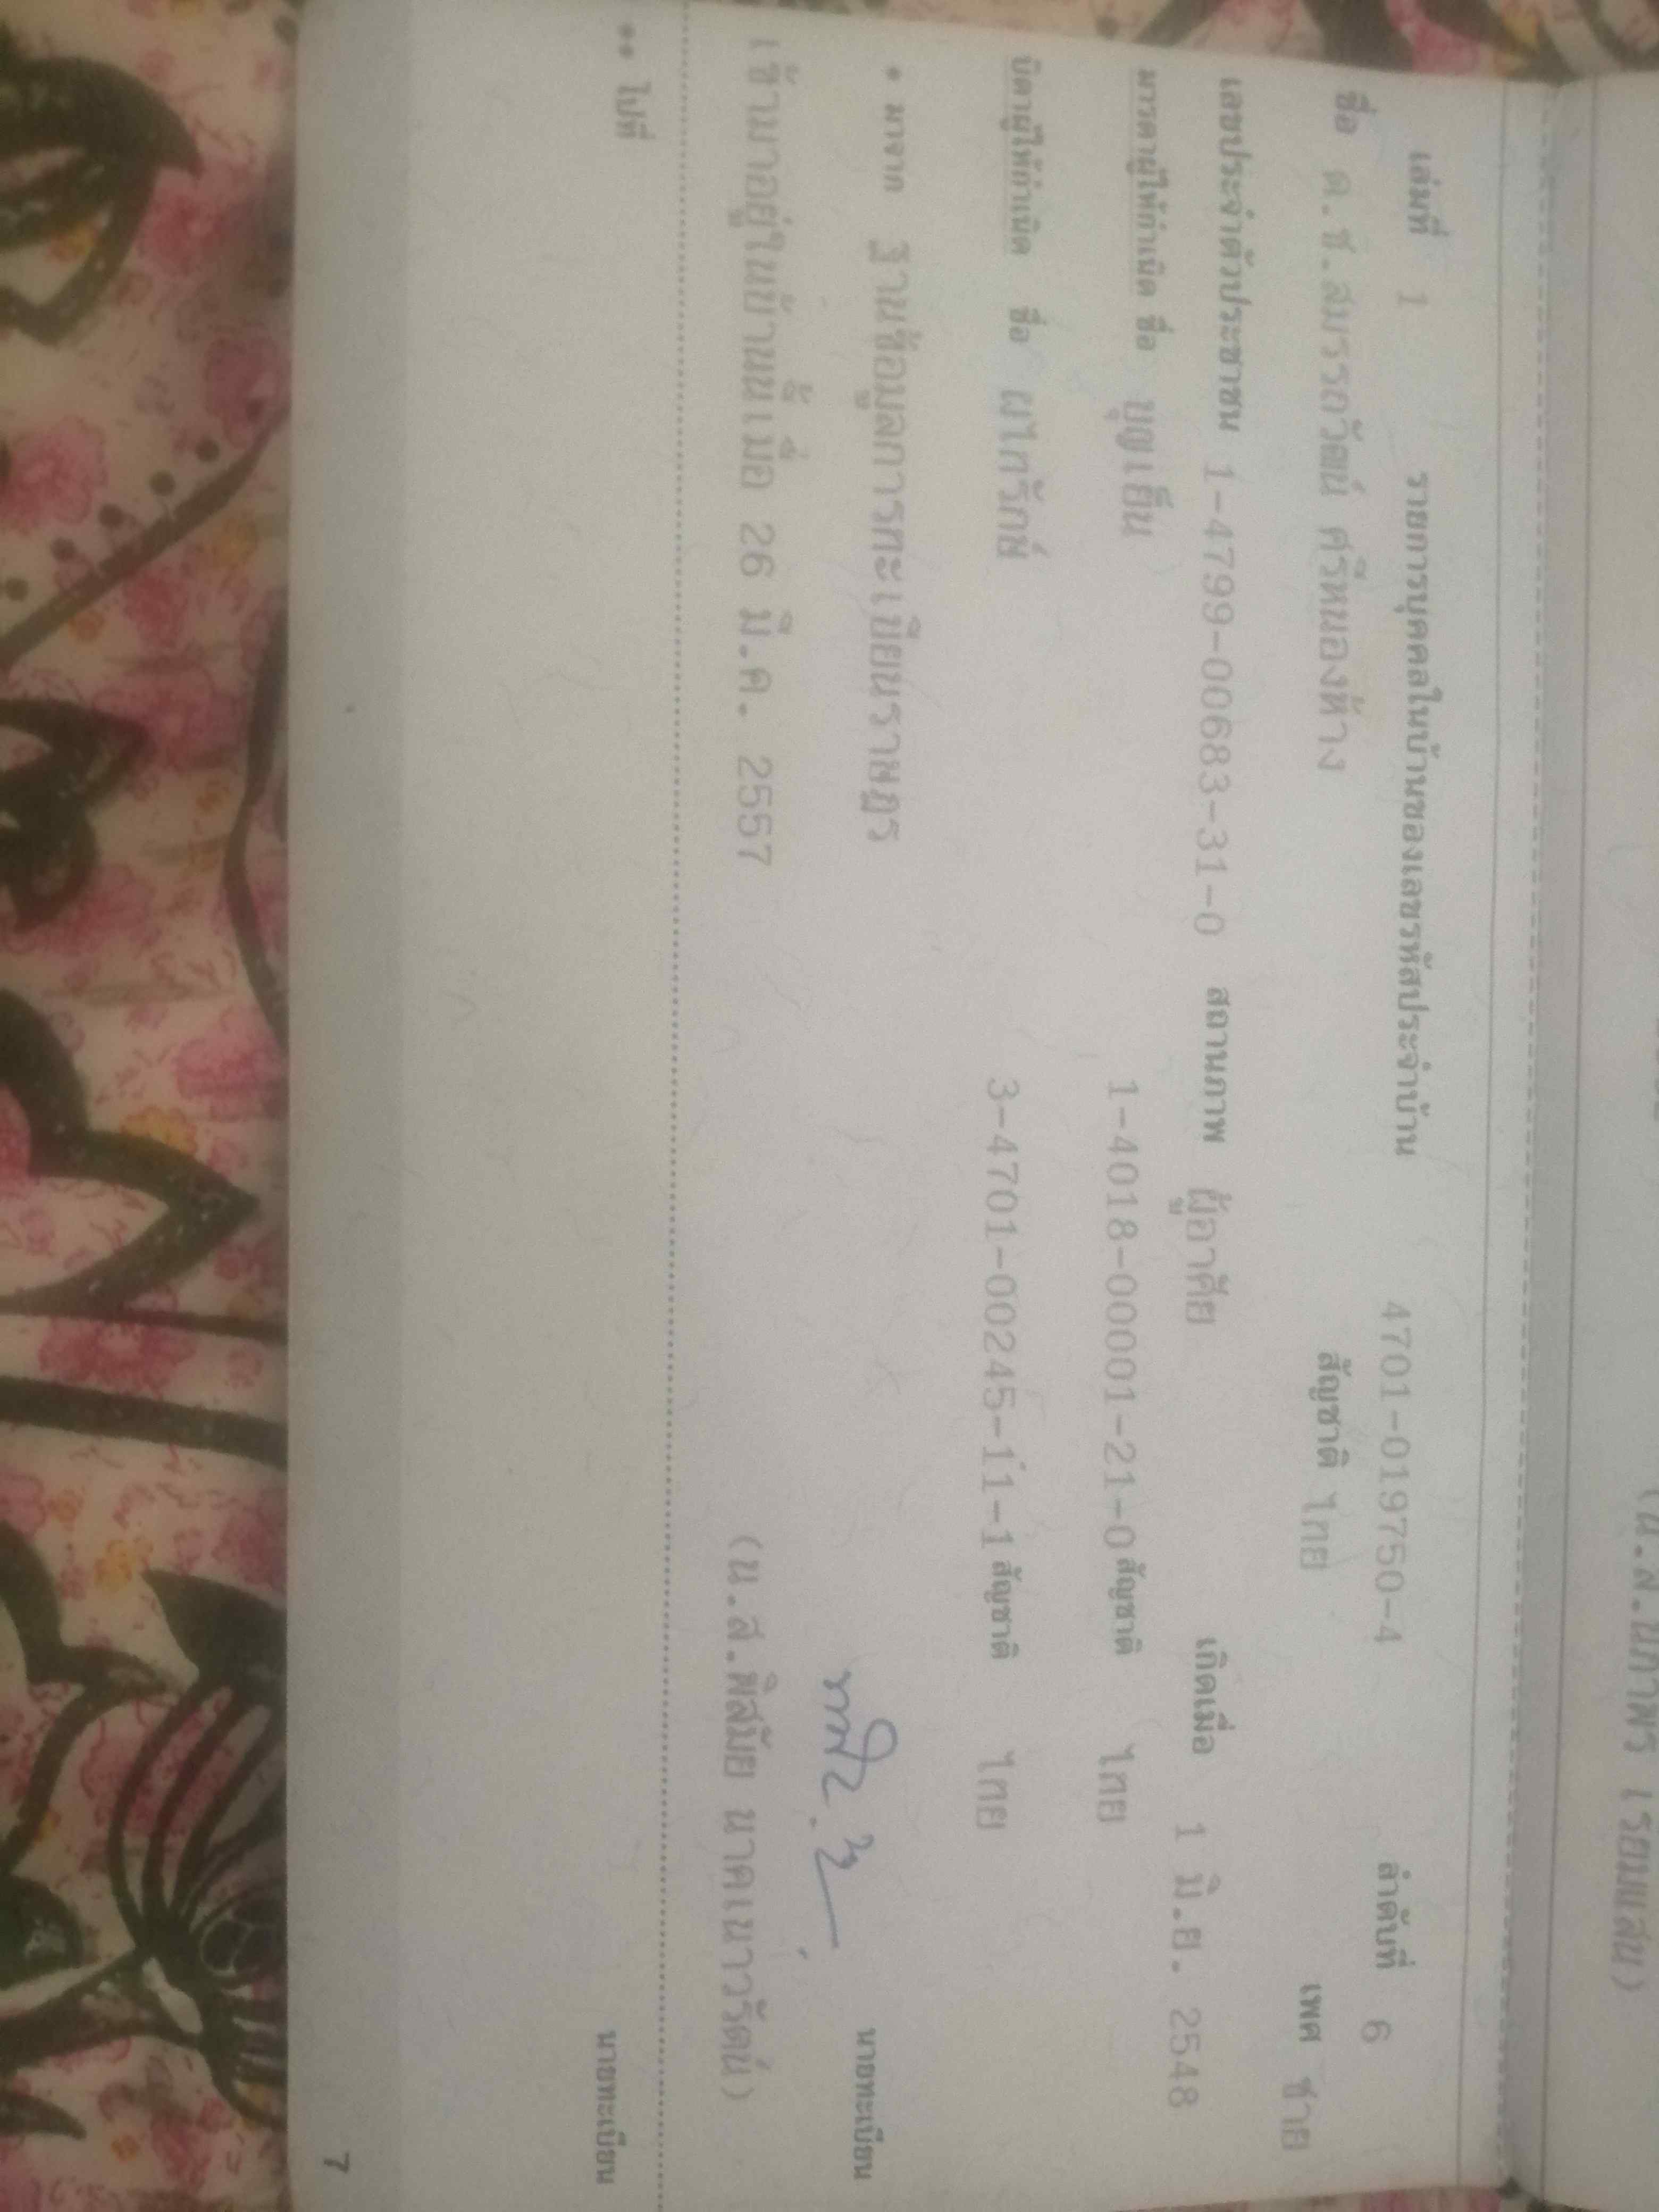 (น.ส.นภาพร เรือนแสน)
เล่มที่ 1 รายการบุคคลในบ้านของเลขรหัสประจำบ้าน 4701-019750-4 ลำดับที่ 6
ชื่อ ด.ช.สมรรถวัฒน์ ศรีหนองห้าง สัญชาติ ไทย เพศ ชาย
เลขประจำตัวประชาชน 1-4799-00683-31-0 สถานภาพ ผู้อาศัย เกิดเมื่อ 1 มิ.ย. 2548
มารดาผู้ให้กำเนิด ชื่อ บุญเย็น 1-4018-00001-21-0 สัญชาติ ไทย
บิดาผู้ให้กำเนิด ชื่อ ผไทรักษ์ 3-4701-00245-11-1 สัญชาติ ไทย
* มาจาก ฐานข้อมูลการทะเบียนราษฎร
นายทะเบียน
เข้ามาอยู่ในบ้านนี้เมื่อ 26 มี.ค. 2557 (น.ส.พิสมัย นาคเนาวรัตน์)
** ไปที่
นายทะเบียน
7